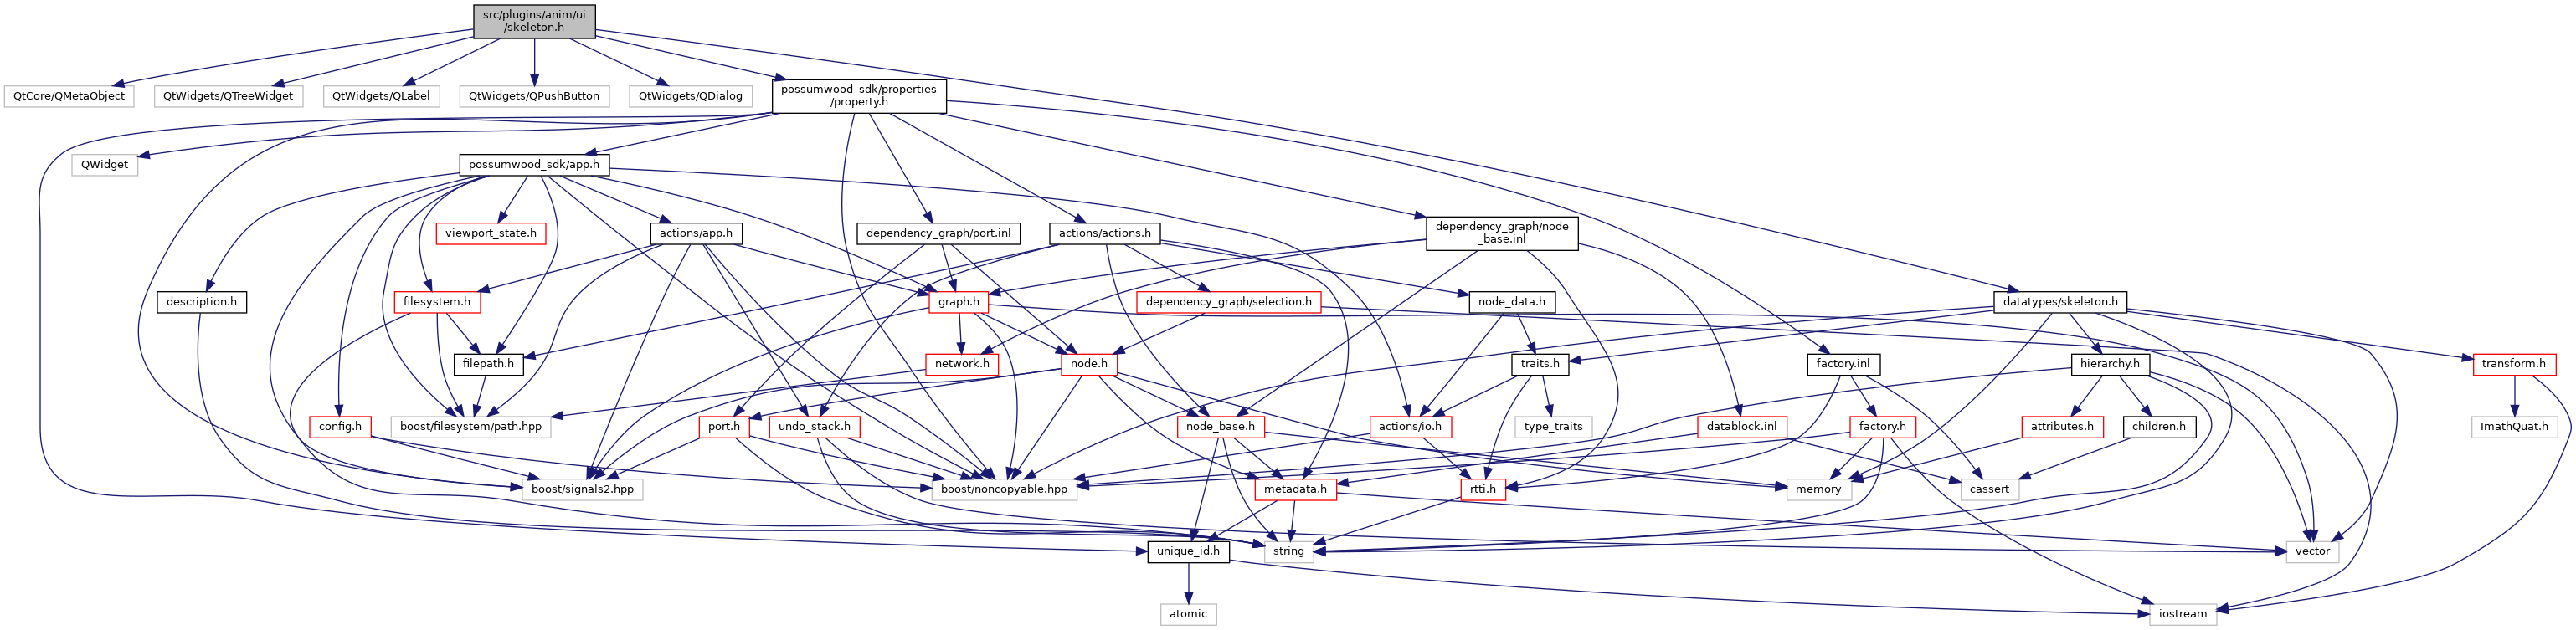 src/plugins/anim/ui
/skeleton.h
QtCore/QMetaObject
QtWidgets/QTreeWidget
QtWidgets/QLabel
QtWidgets/QPushButton
QtWidgets/QDialog
possumwood_sdk/properties
/property.h
QWidget
possumwood_sdk/app.h
viewport_state.h
actions/app.h
dependency_graph/port.inl
actions/actions.h
dependency_graph/node
_base.inl
description.h
filesystem.h
graph.h
dependency_graph/selection.h
node_data.h
datatypes/skeleton.h
filepath.h
network.h
node.h
traits.h
factory.inl
hierarchy.h
transform.h
config.h
boost/filesystem/path.hpp
port.h
undo_stack.h
node_base.h
actions/io.h
type_traits
datablock.inl
factory.h
attributes.h
children.h
ImathQuat.h
boost/signals2.hpp
boost/noncopyable.hpp
metadata.h
rtti.h
memory
cassert
unique_id.h
string
vector
atomic
iostream